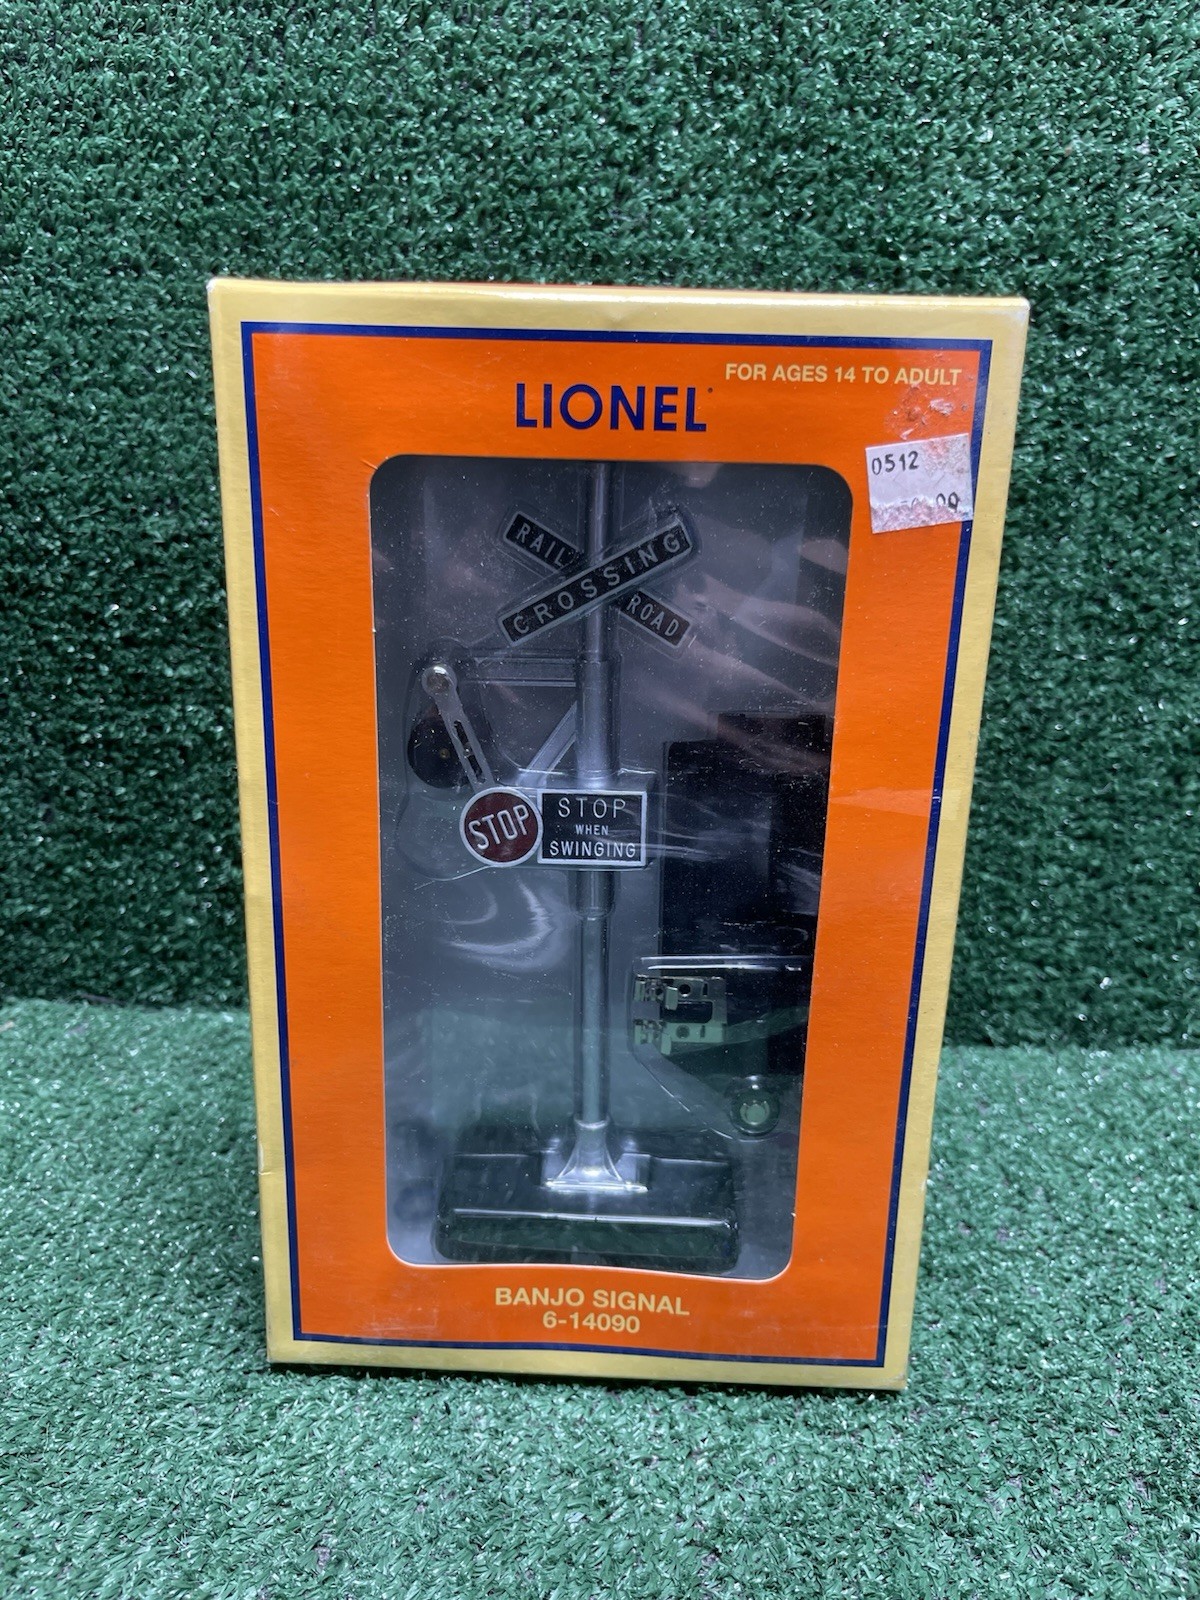 FOR AGES 14 TO ADULT
LIONEL
0512
RAIL
CROSSING
ROAD
STOP
STOP
WHEN
SWINGING
BANJO SIGNAL
6-14090